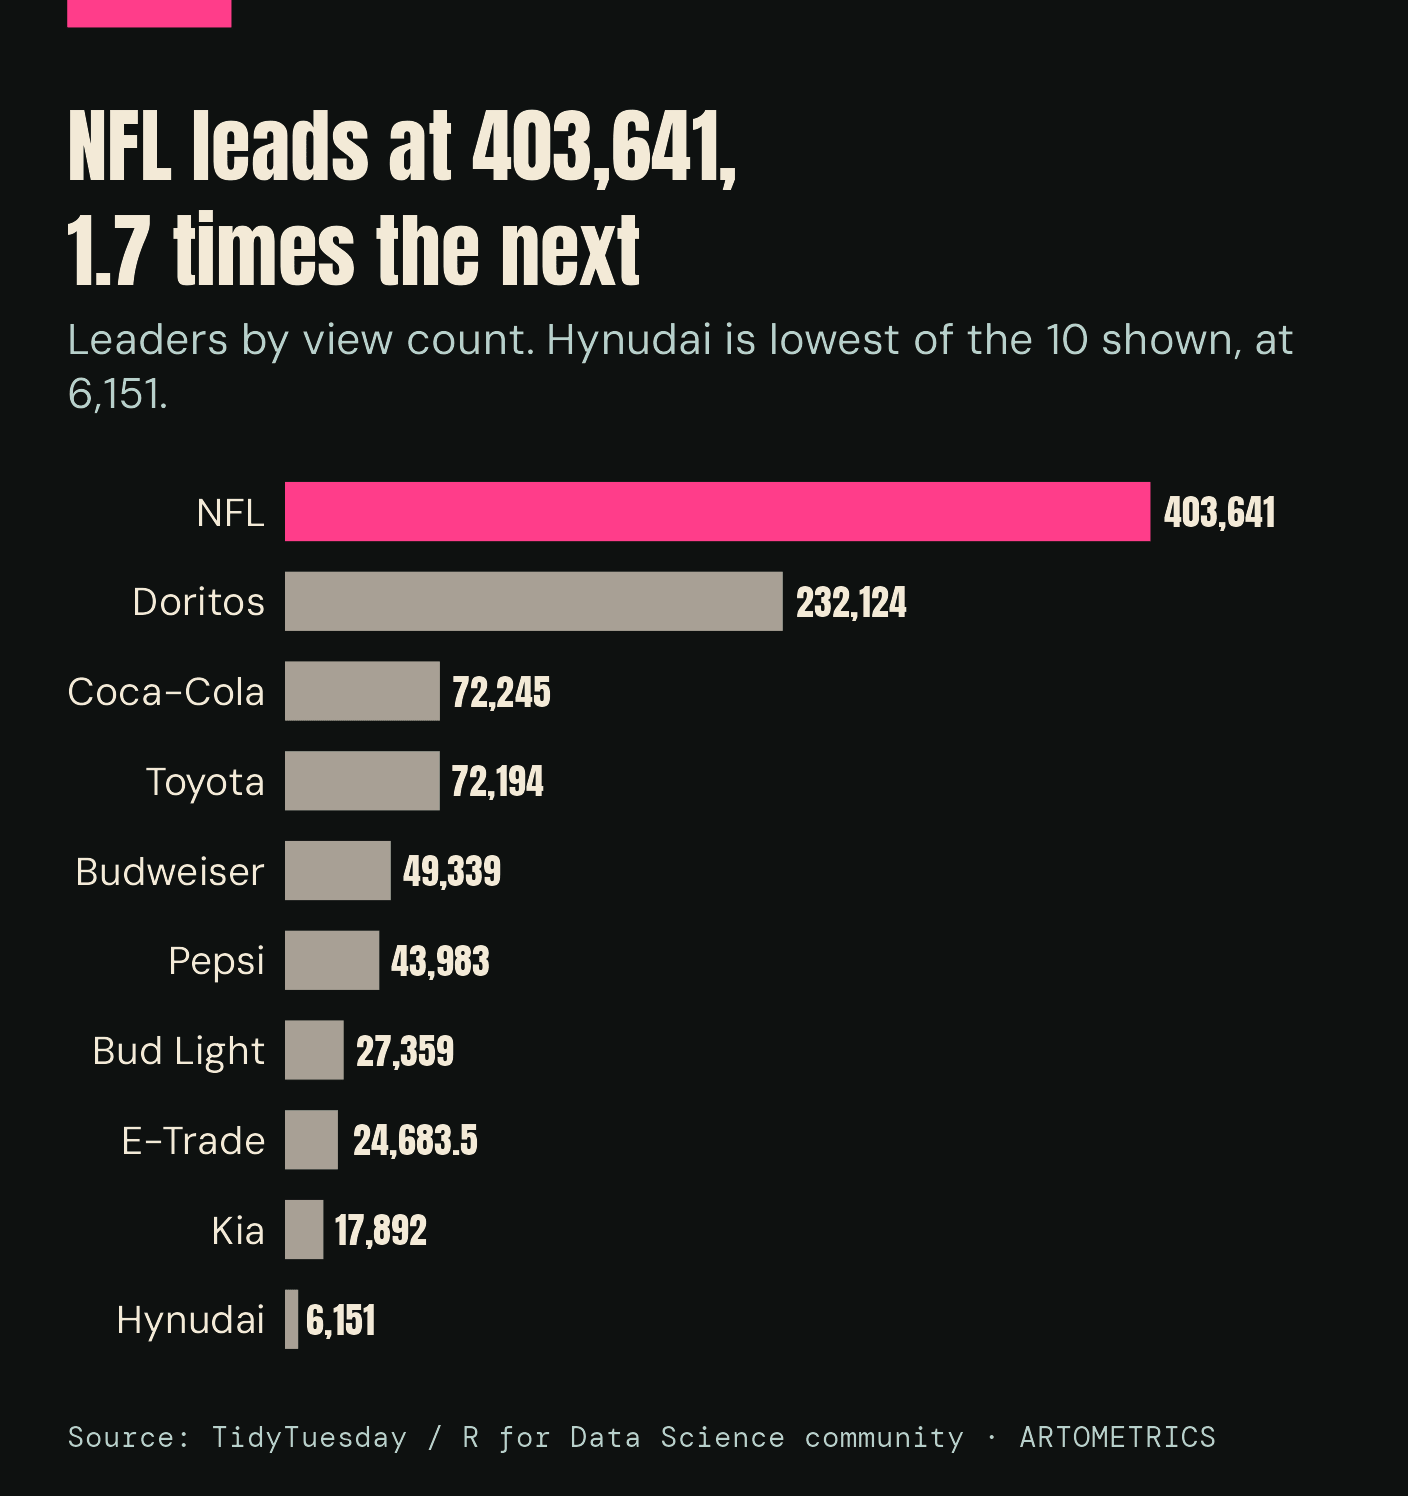 NFL leads at 403,641,
1.7 times the next
Leaders by view count. Hynudai is lowest of the 10 shown, at
6,151.
NFL 403,641
Doritos 232,124
Coca-Cola 72,245
Toyota 72,194
Budweiser 49,339
Pepsi 43,983
Bud Light 27,359
E-Trade 24,683.5
Kia 17,892
Hynudai 6,151
Source: TidyTuesday / R for Data Science community · ARTOMETRICS